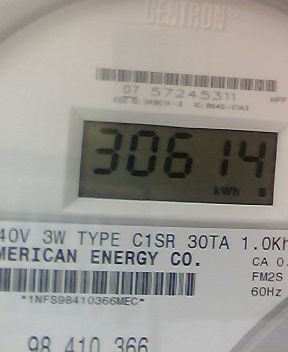 CENTRON®
07 57245311
30614
kWh
40V 3W TYPE C1SR 30TA 1.0Kh
MERICAN ENERGY CO.
CA 0.
FM2S
60Hz
*1NFS98410366MEC*
98 410 366